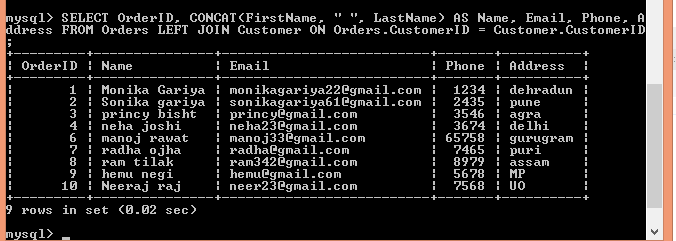 mysql> SELECT OrderID, CONCAT(FirstName, " ", LastName) AS Name, Email, Phone, A
ddress FROM Orders LEFT JOIN Customer ON Orders.CustomerID = Customer.CustomerID
;
+---------+---------------+-------------------------+-------+----------+
| OrderID | Name | Email | Phone | Address |
+---------+---------------+-------------------------+-------+----------+
| 1 | Monika Gariya | monikagariya22@gmail.com | 1234 | dehradun |
| 2 | Sonika gariya | sonikagariya61@gmail.com | 2435 | pune |
| 3 | princy bisht | princy@gmail.com | 3546 | agra |
| 4 | neha joshi | neha23@gmail.com | 3674 | delhi |
| 6 | manoj rawat | manoj33@gmail.com | 65758 | gurugram |
| 7 | radha ojha | radha@gmail.com | 7465 | puri |
| 8 | ram tilak | ram342@gmail.com | 8979 | assam |
| 9 | hemu negi | hemu@gmail.com | 5678 | MP |
| 10 | Neeraj raj | neer23@gmail.com | 7568 | UO |
+---------+---------------+-------------------------+-------+----------+
9 rows in set (0.02 sec)
mysql> _